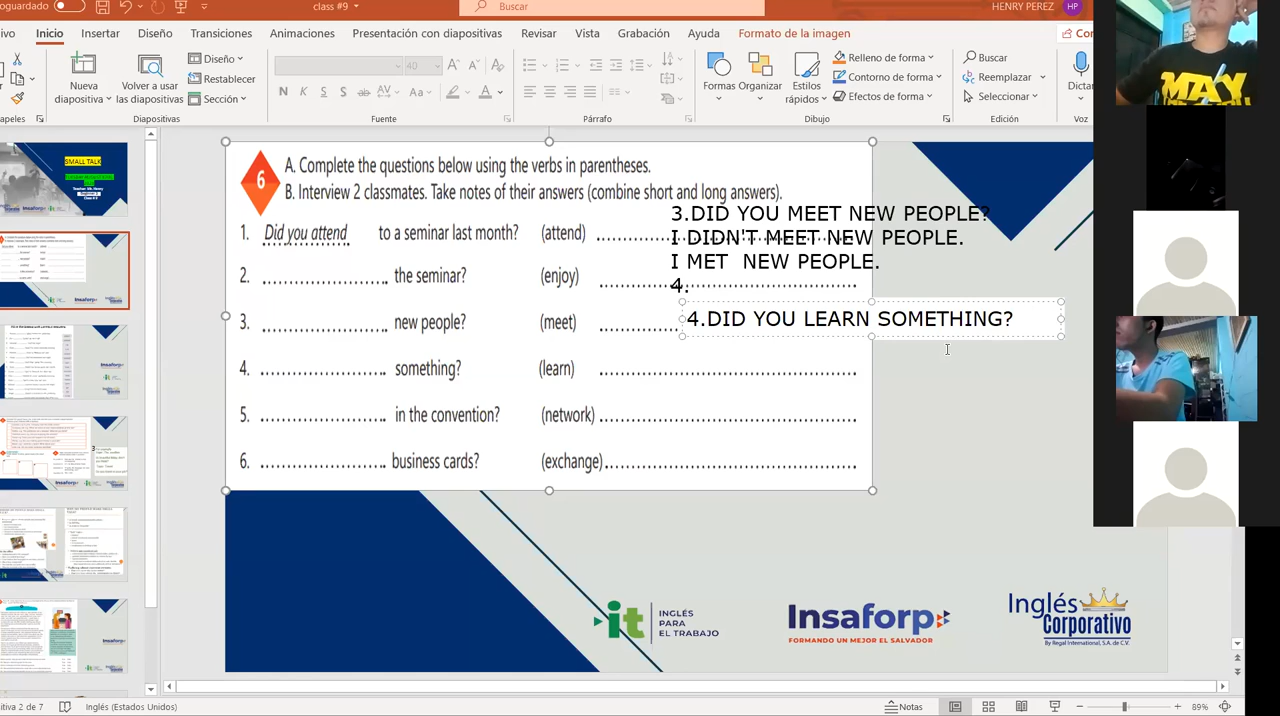 oguardado
class #9
Buscar
HENRY PEREZ
HP
ivo
Inicio
Insertar
Diseño
Transiciones
Animaciones
Presentación con diapositivas
Revisar
Vista
Grabación
Ayuda
Formato de la imagen
Nueva diapositiva
Volver a usar las diapositivas
Diseño
Restablecer
Sección
40
Formas
Organizar
Estilos rápidos
Relleno de forma
Contorno de forma
Efectos de forma
Buscar
Reemplazar
Seleccionar
Dictar
apeles
Diapositivas
Fuente
Párrafo
Dibujo
Edición
Voz
SMALL TALK
6
A. Complete the questions below using the verbs in parentheses.
B. Interview 2 classmates. Take notes of their answers (combine short and long answers).
1. Did you attend to a seminar last month? (attend)
2. the seminar? (enjoy)
3. new people? (meet)
4. something? (learn)
5. in the convention? (network)
6. business cards? (exchange)
3.DID YOU MEET NEW PEOPLE?
I DIDN'T MEET NEW PEOPLE.
I MET NEW PEOPLE.
4.
4.DID YOU LEARN SOMETHING?
it INGLÉS
PARA
EL TRABAJO
Insaforp
FORMANDO UN MEJOR EL SALVADOR
Inglés
Corporativo
By Regal International, S.A. de C.V.
itiva 2 de 7
Inglés (Estados Unidos)
Notas
89%